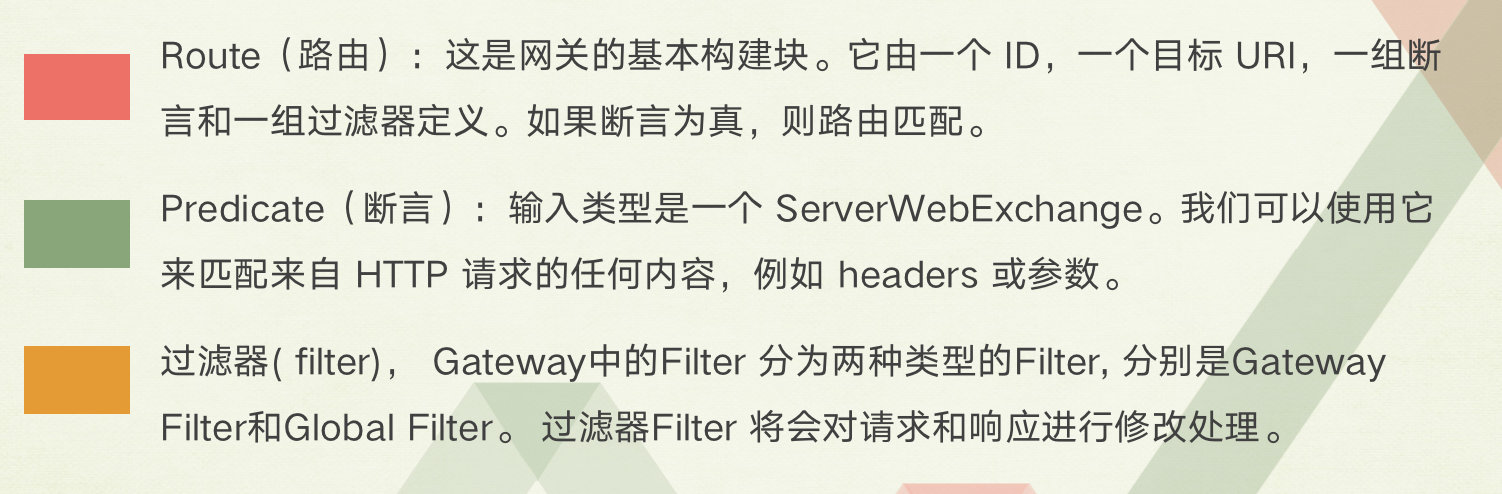 Route（路由）：这是网关的基本构建块。它由一个 ID，一个目标 URI，一组断
言和一组过滤器定义。如果断言为真，则路由匹配。
Predicate（断言）：输入类型是一个 ServerWebExchange。我们可以使用它
来匹配来自 HTTP 请求的任何内容，例如 headers 或参数。
过滤器( filter)， Gateway中的Filter 分为两种类型的Filter, 分别是Gateway
Filter和Global Filter。 过滤器Filter 将会对请求和响应进行修改处理。